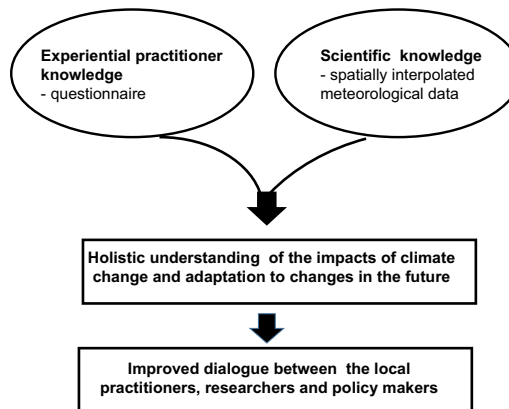 Experiential practitioner
knowledge
- questionnaire
Scientific knowledge
- spatially interpolated
meteorological data
Holistic understanding of the impacts of climate
change and adaptation to changes in the future
Improved dialogue between the local
practitioners, researchers and policy makers